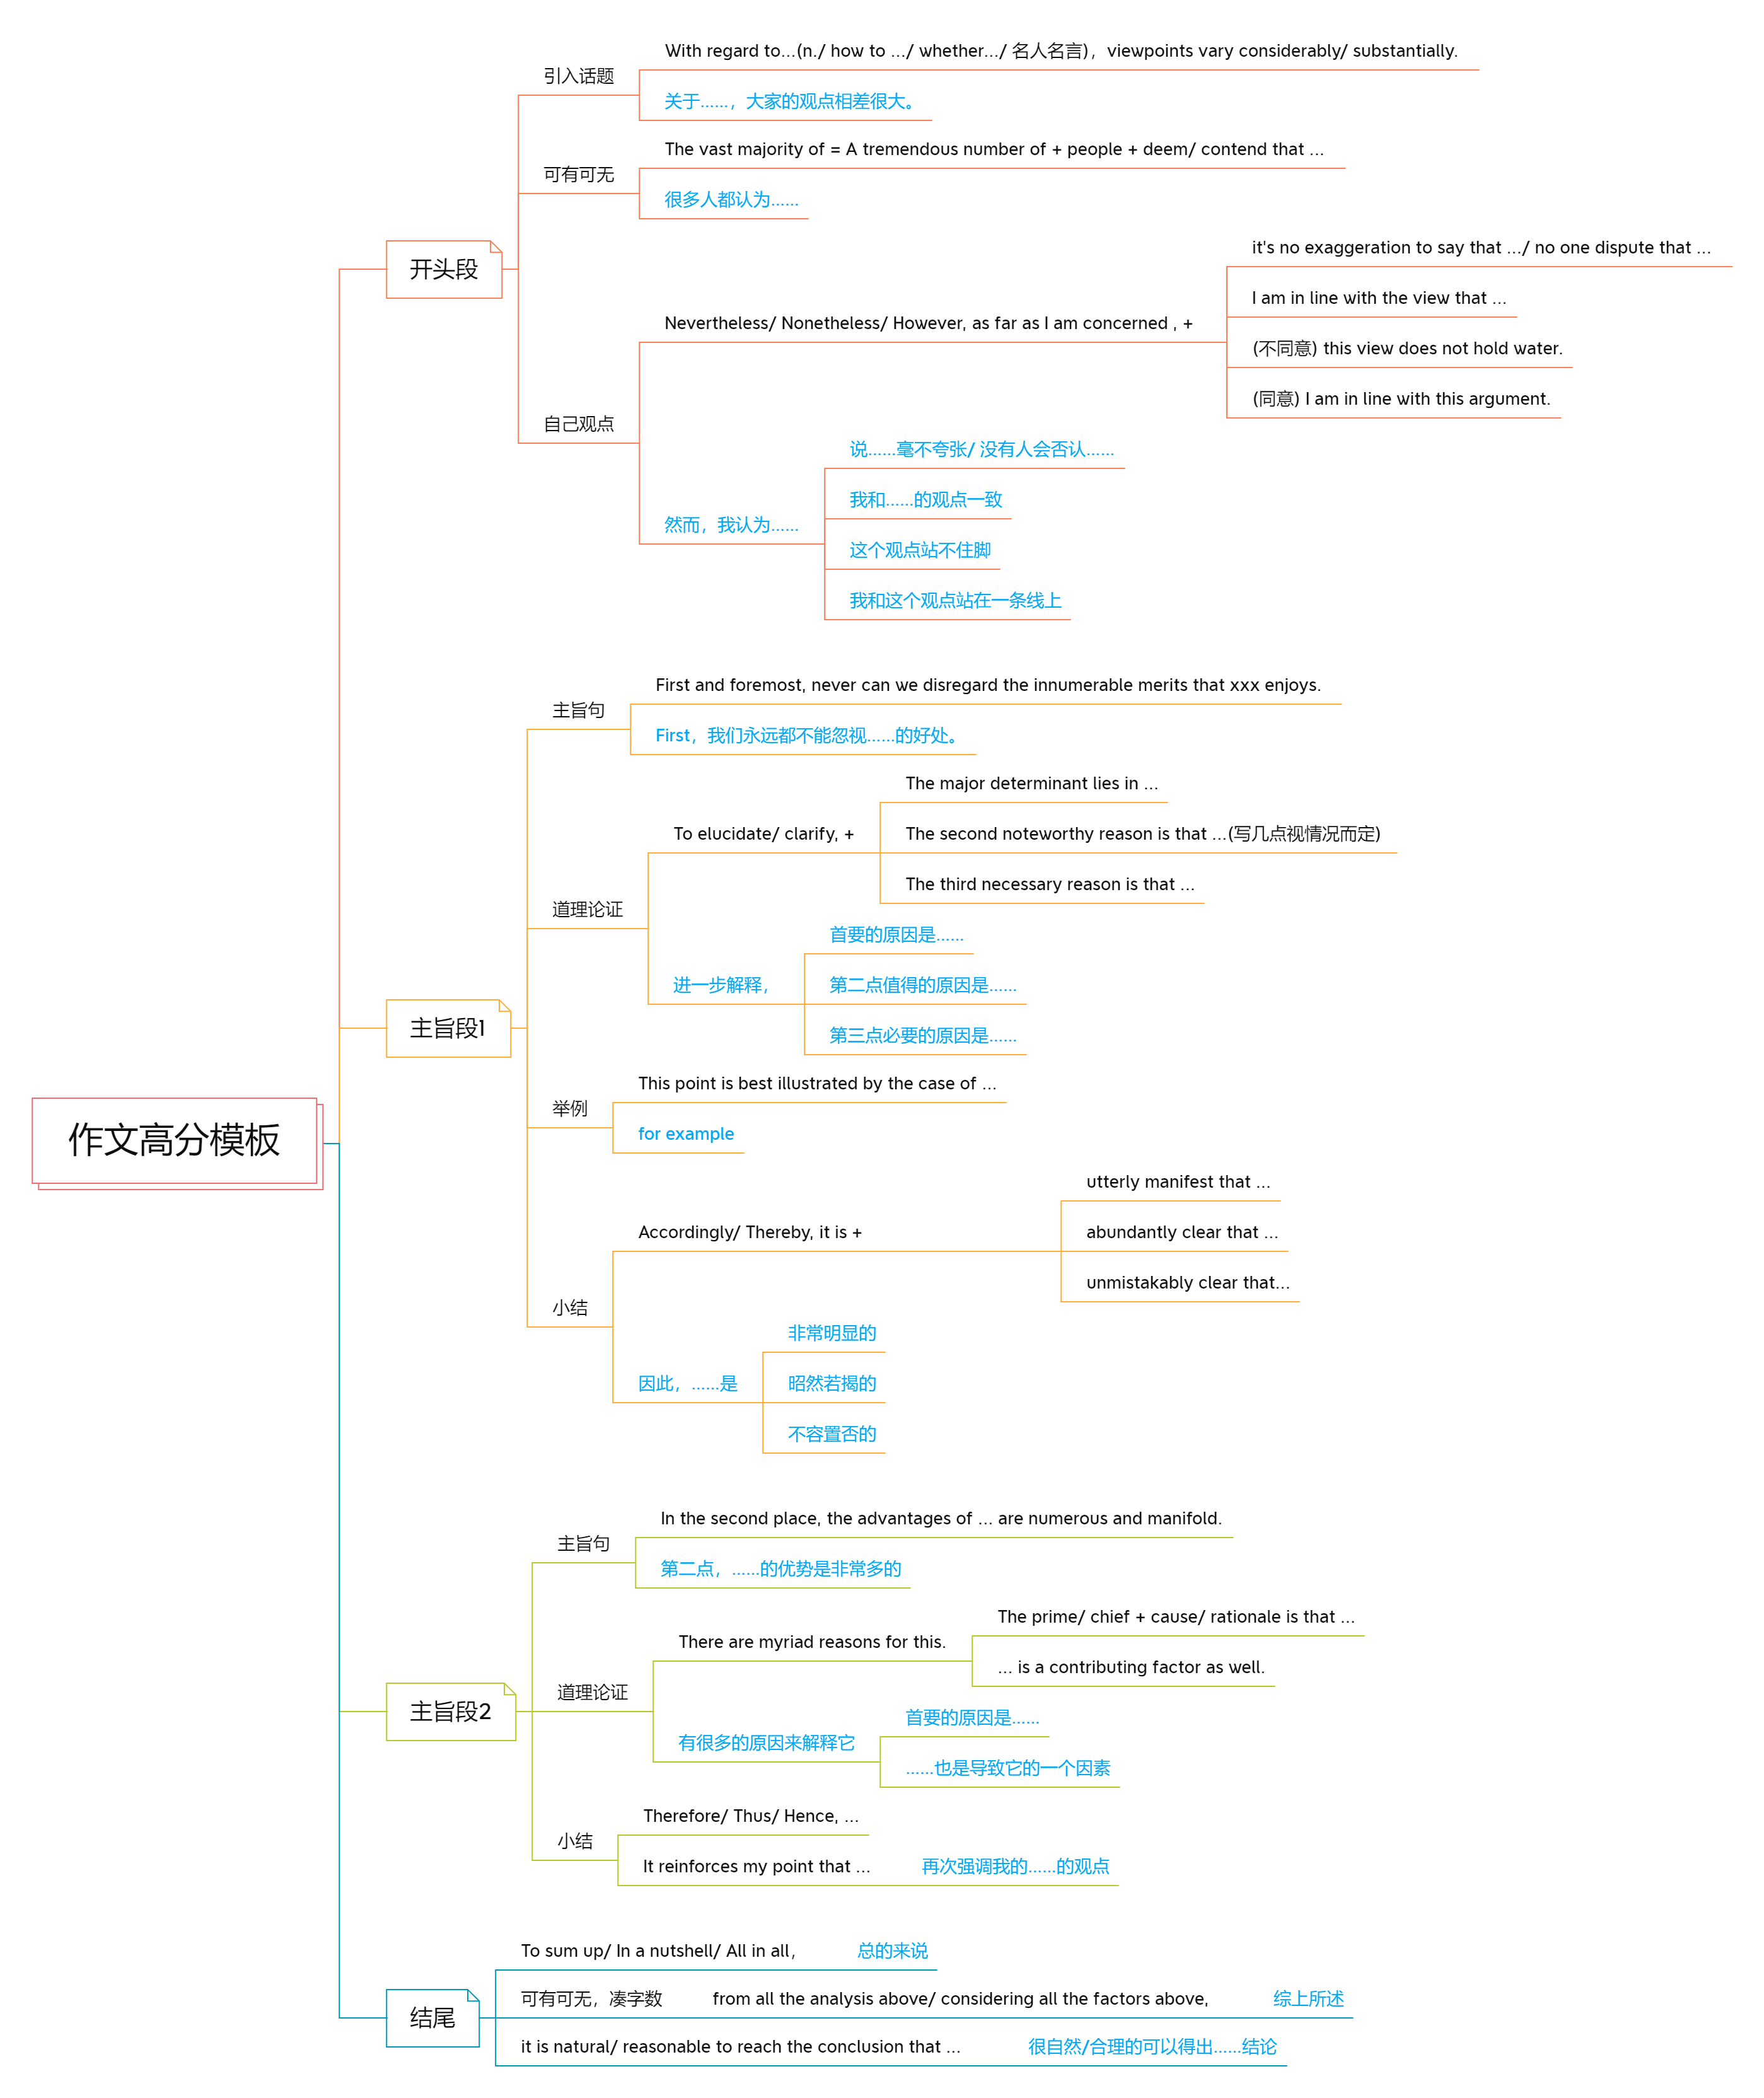 作文高分模板
开头段
引入话题
With regard to...(n./ how to .../ whether.../ 名人名言)，viewpoints vary considerably/ substantially.
关于......，大家的观点相差很大。
可有可无
The vast majority of = A tremendous number of + people + deem/ contend that ...
很多人都认为......
自己观点
Nevertheless/ Nonetheless/ However, as far as I am concerned , +
it's no exaggeration to say that .../ no one dispute that ...
I am in line with the view that ...
(不同意) this view does not hold water.
(同意) I am in line with this argument.
然而，我认为......
说......毫不夸张/ 没有人会否认......
我和......的观点一致
这个观点站不住脚
我和这个观点站在一条线上
主旨段1
主旨句
First and foremost, never can we disregard the innumerable merits that xxx enjoys.
First，我们永远都不能忽视......的好处。
道理论证
To elucidate/ clarify, +
The major determinant lies in ...
The second noteworthy reason is that ...(写几点视情况而定)
The third necessary reason is that ...
进一步解释，
首要的原因是......
第二点值得的原因是......
第三点必要的原因是......
举例
This point is best illustrated by the case of ...
for example
小结
Accordingly/ Thereby, it is +
utterly manifest that ...
abundantly clear that ...
unmistakably clear that...
因此，......是
非常明显的
昭然若揭的
不容置否的
主旨段2
主旨句
In the second place, the advantages of ... are numerous and manifold.
第二点，......的优势是非常多的
道理论证
There are myriad reasons for this.
The prime/ chief + cause/ rationale is that ...
... is a contributing factor as well.
有很多的原因来解释它
首要的原因是......
......也是导致它的一个因素
小结
Therefore/ Thus/ Hence, ...
It reinforces my point that ... 再次强调我的......的观点
结尾
To sum up/ In a nutshell/ All in all， 总的来说
可有可无，凑字数 from all the analysis above/ considering all the factors above, 综上所述
it is natural/ reasonable to reach the conclusion that ... 很自然/合理的可以得出......结论